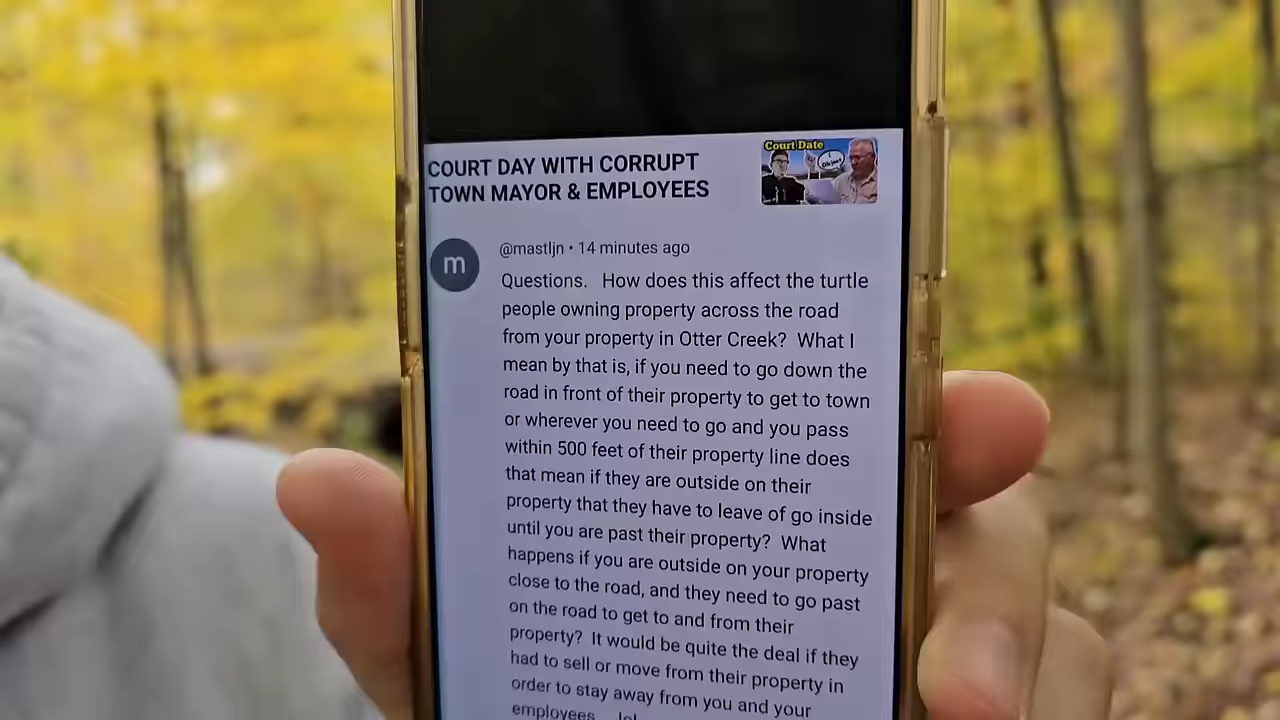 COURT DAY WITH CORRUPT
TOWN MAYOR & EMPLOYEES
Court Date
I Object!
m
@mastljn • 14 minutes ago
Questions. How does this affect the turtle
people owning property across the road
from your property in Otter Creek? What I
mean by that is, if you need to go down the
road in front of their property to get to town
or wherever you need to go and you pass
within 500 feet of their property line does
that mean if they are outside on their
property that they have to leave of go inside
until you are past their property? What
happens if you are outside on your property
close to the road, and they need to go past
on the road to get to and from their
property? It would be quite the deal if they
had to sell or move from their property in
order to stay away from you and your
employees